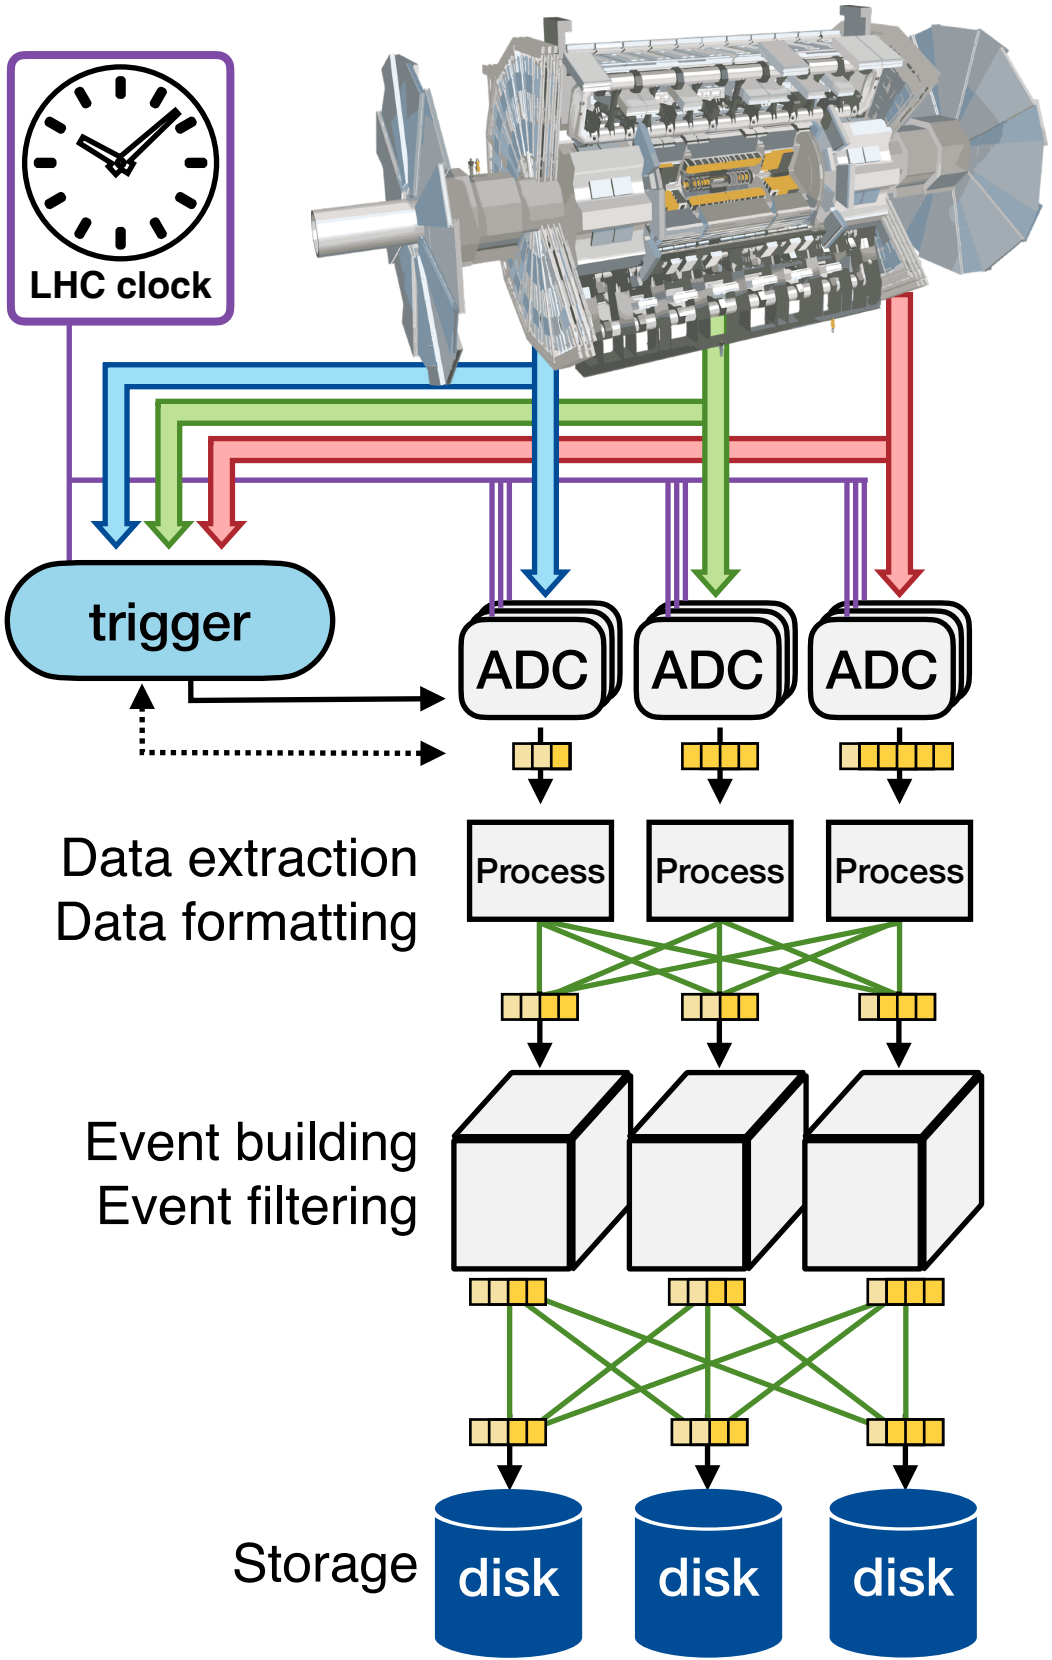 LHC clock
trigger
ADC
ADC
ADC
Data extraction
Data formatting
Process
Process
Process
Event building
Event filtering
Storage
disk
disk
disk